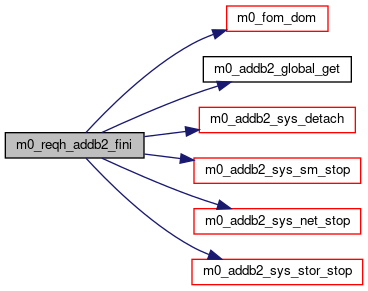 m0_fom_dom
m0_addb2_global_get
m0_addb2_sys_detach
m0_reqh_addb2_fini
m0_addb2_sys_sm_stop
m0_addb2_sys_net_stop
m0_addb2_sys_stor_stop